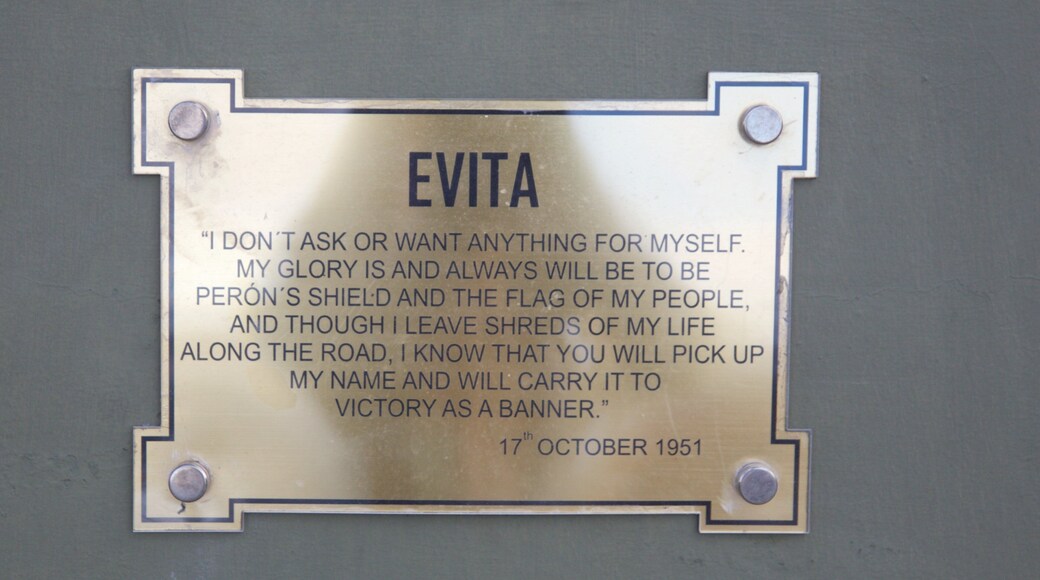 EVITA
“I DON´T ASK OR WANT ANYTHING FOR MYSELF.
MY GLORY IS AND ALWAYS WILL BE TO BE
PERÓN´S SHIELD AND THE FLAG OF MY PEOPLE,
AND THOUGH I LEAVE SHREDS OF MY LIFE
ALONG THE ROAD, I KNOW THAT YOU WILL PICK UP
MY NAME AND WILL CARRY IT TO
VICTORY AS A BANNER.”
17th OCTOBER 1951